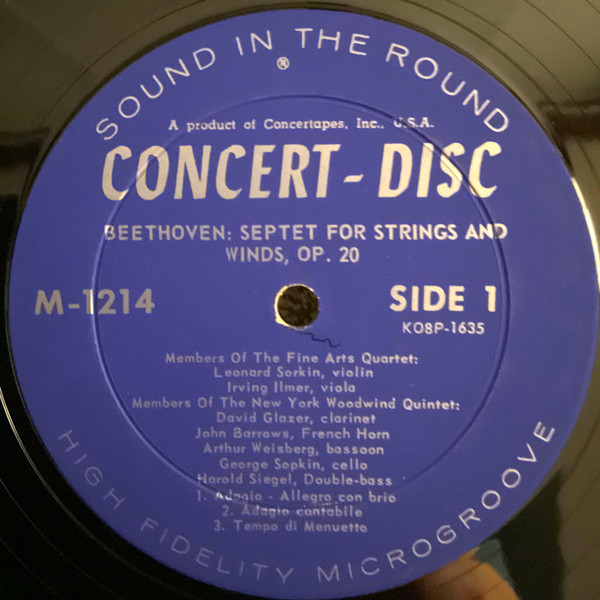 SOUND IN THE ROUND
®
A product of Concertapes, Inc., U.S.A.
CONCERT - DISC
BEETHOVEN: SEPTET FOR STRINGS AND
WINDS, OP. 20
M-1214
SIDE 1
KO8P-1635
Members Of The Fine Arts Quartet:
Leonard Sorkin, violin
Irving Ilmer, viola
Members Of The New York Woodwind Quintet:
David Glazer, clarinet
John Barrows, French Horn
Arthur Weisberg, bassoon
George Sopkin, cello
Harold Siegel, Double-bass
1. Adagio - Allegro con brio
2. Adagio contabile
3. Tempo di Menuetto
HIGH FIDELITY MICROGROOVE